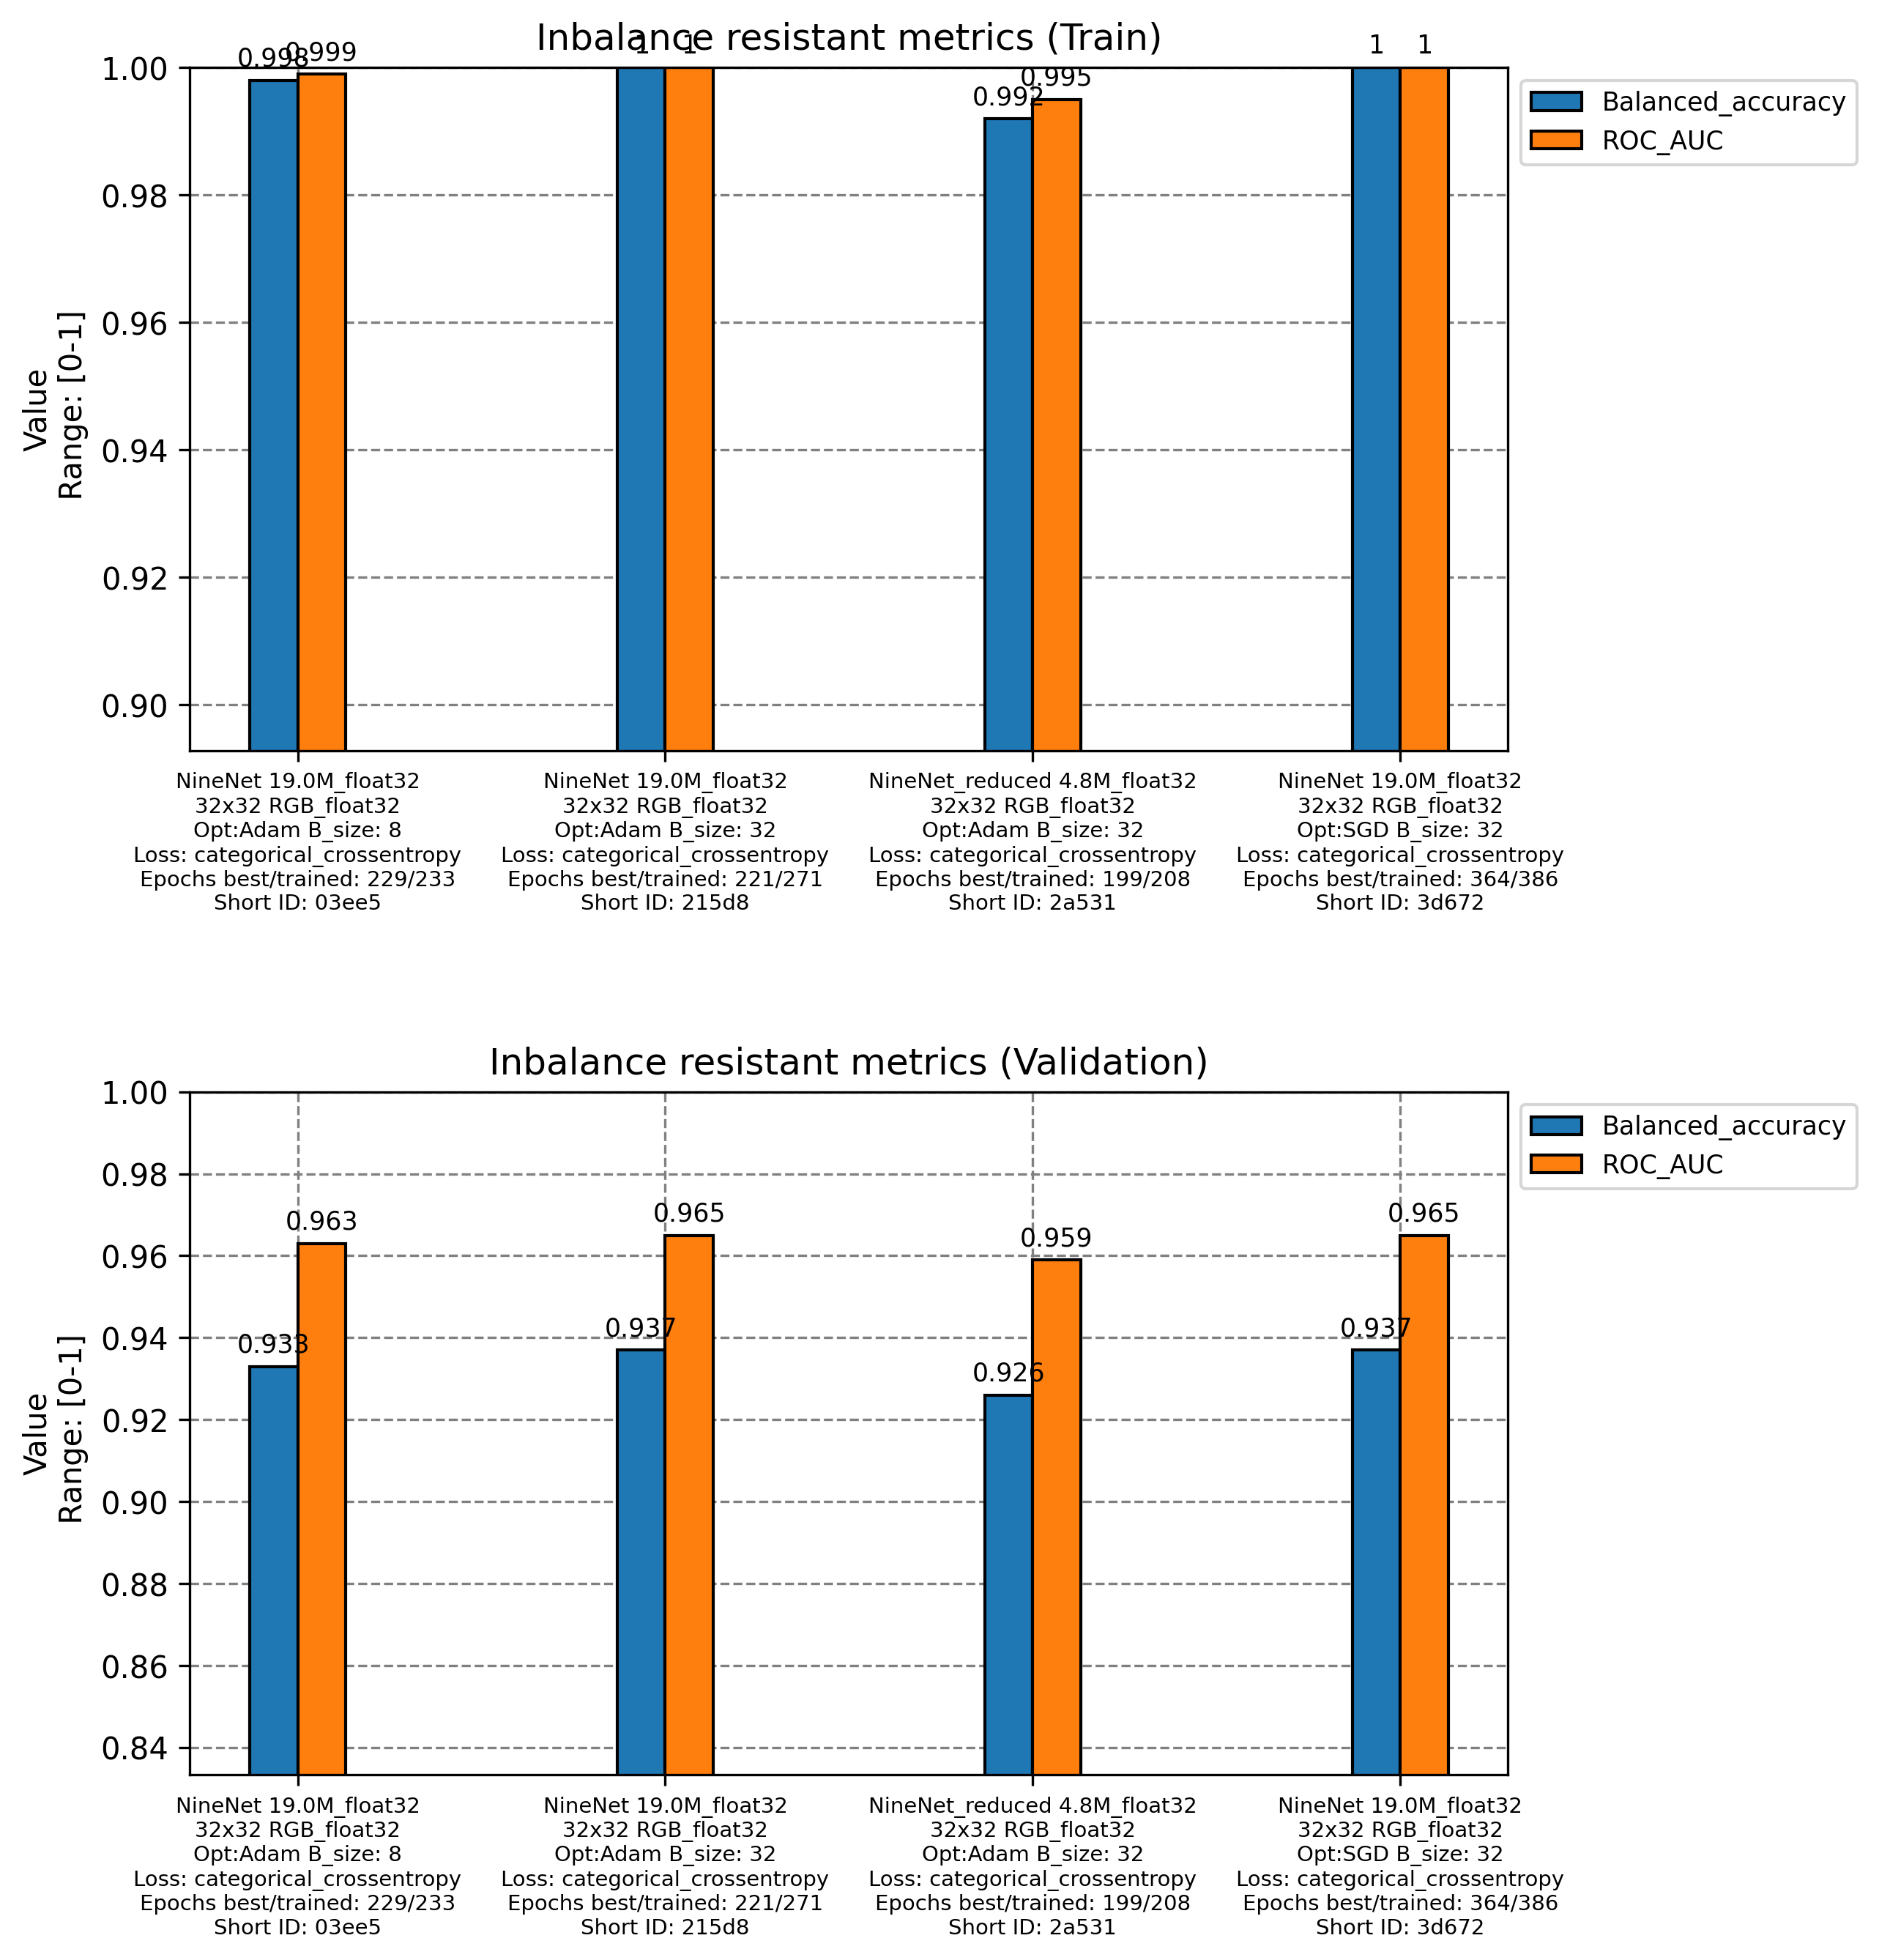 Inbalance resistant metrics (Train)
0.998
0.999
1
1
0.992
0.995
1
1
1.00
0.98
0.96
0.94
0.92
0.90
Value
Range: [0-1]
Balanced_accuracy
ROC_AUC
NineNet 19.0M_float32
32x32 RGB_float32
Opt:Adam B_size: 8
Loss: categorical_crossentropy
Epochs best/trained: 229/233
Short ID: 03ee5
NineNet 19.0M_float32
32x32 RGB_float32
Opt:Adam B_size: 32
Loss: categorical_crossentropy
Epochs best/trained: 221/271
Short ID: 215d8
NineNet_reduced 4.8M_float32
32x32 RGB_float32
Opt:Adam B_size: 32
Loss: categorical_crossentropy
Epochs best/trained: 199/208
Short ID: 2a531
NineNet 19.0M_float32
32x32 RGB_float32
Opt:SGD B_size: 32
Loss: categorical_crossentropy
Epochs best/trained: 364/386
Short ID: 3d672
Inbalance resistant metrics (Validation)
1.00
0.98
0.96
0.94
0.92
0.90
0.88
0.86
0.84
Value
Range: [0-1]
0.933
0.963
0.937
0.965
0.926
0.959
0.937
0.965
Balanced_accuracy
ROC_AUC
NineNet 19.0M_float32
32x32 RGB_float32
Opt:Adam B_size: 8
Loss: categorical_crossentropy
Epochs best/trained: 229/233
Short ID: 03ee5
NineNet 19.0M_float32
32x32 RGB_float32
Opt:Adam B_size: 32
Loss: categorical_crossentropy
Epochs best/trained: 221/271
Short ID: 215d8
NineNet_reduced 4.8M_float32
32x32 RGB_float32
Opt:Adam B_size: 32
Loss: categorical_crossentropy
Epochs best/trained: 199/208
Short ID: 2a531
NineNet 19.0M_float32
32x32 RGB_float32
Opt:SGD B_size: 32
Loss: categorical_crossentropy
Epochs best/trained: 364/386
Short ID: 3d672